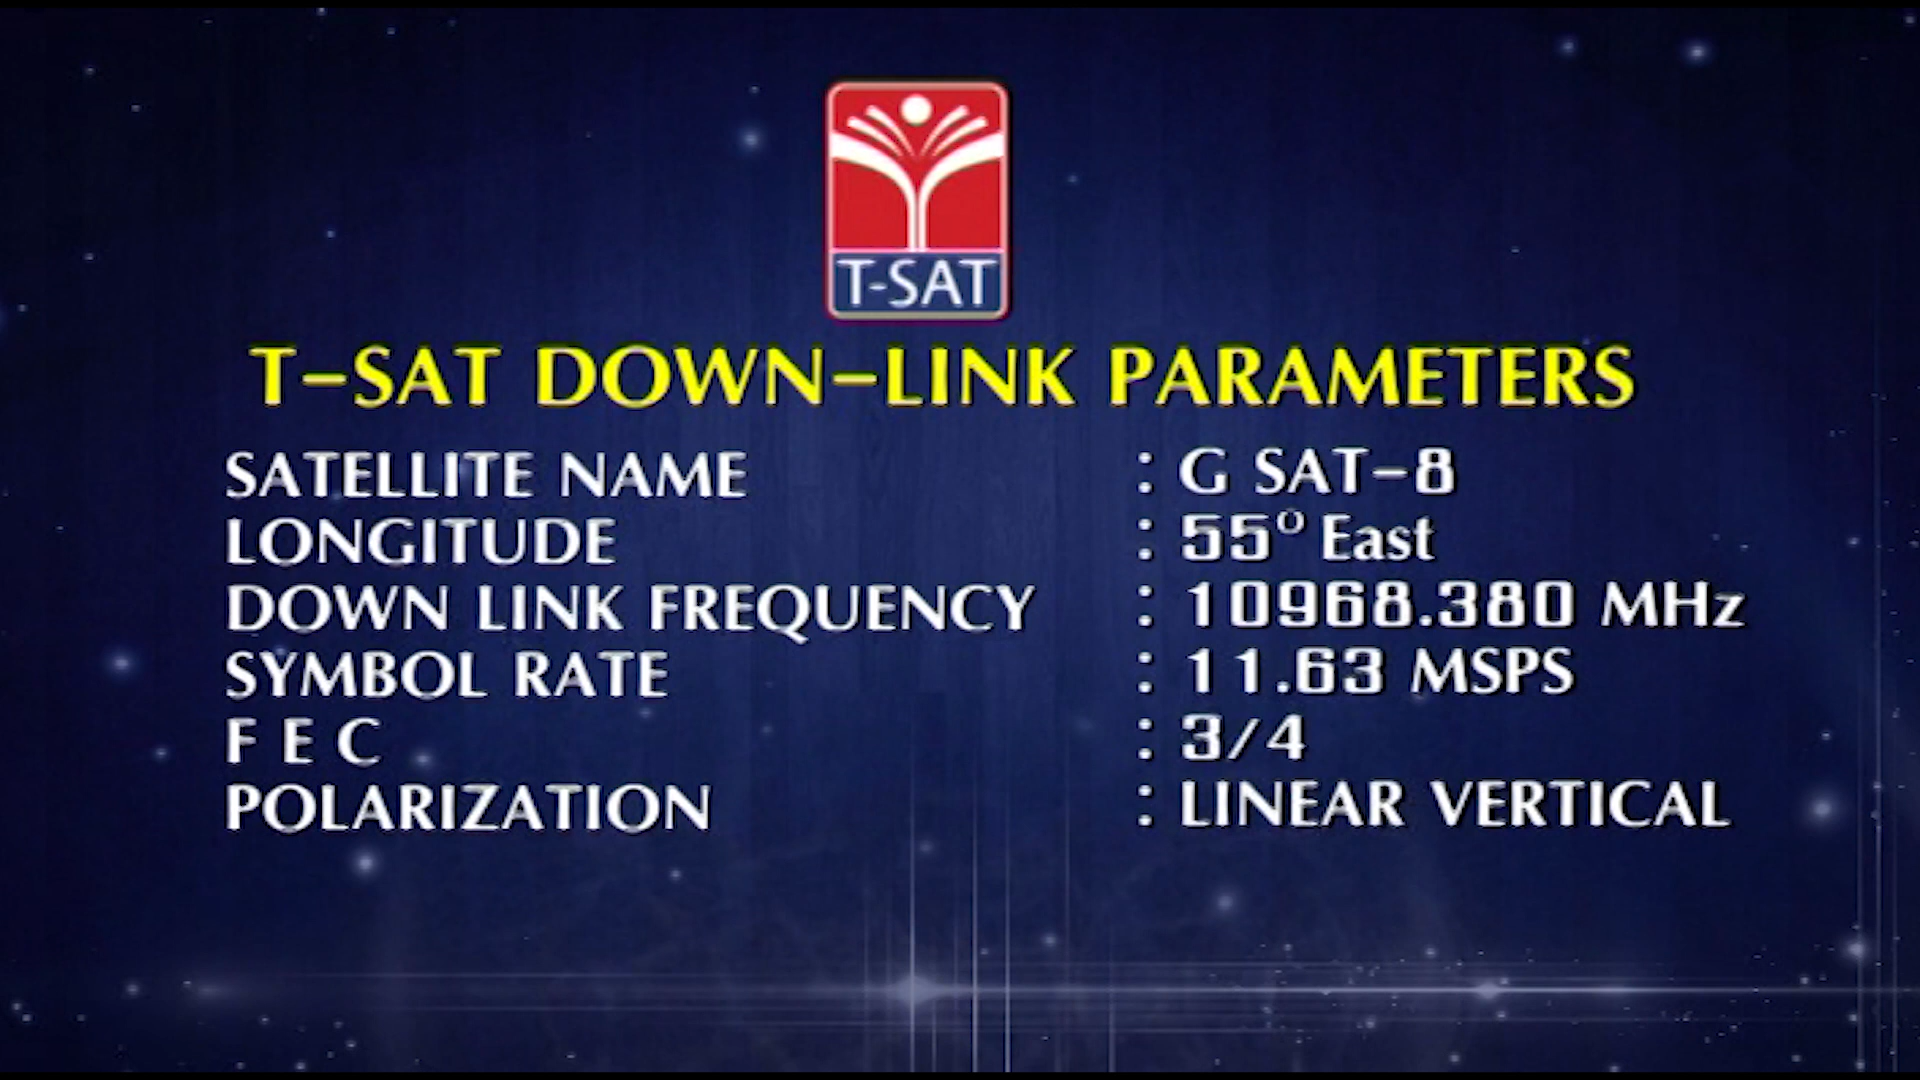 T-SAT
T-SAT DOWN-LINK PARAMETERS
SATELLITE NAME : G SAT-8
LONGITUDE : 55° East
DOWN LINK FREQUENCY : 10968.380 MHz
SYMBOL RATE : 11.63 MSPS
F E C : 3/4
POLARIZATION : LINEAR VERTICAL